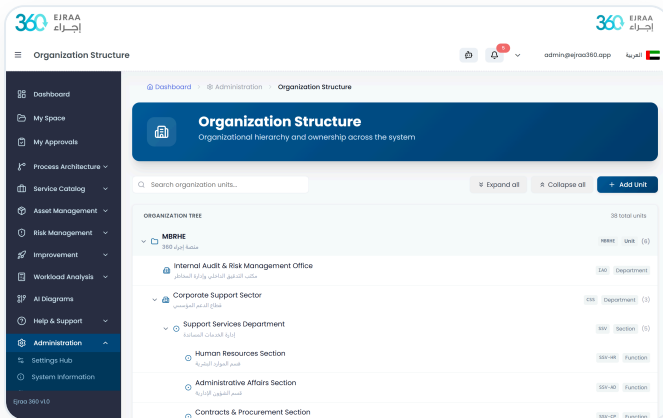 360 EJRAA
إجراء
360 EJRAA
إجراء
Organization Structure
5
admin@ejraa360.app
العربية
Dashboard
My Space
My Approvals
Process Architecture
Service Catalog
Asset Management
Risk Management
Improvement
Workload Analysis
AI Diagrams
Help & Support
Administration
Settings Hub
System Information
Ejraa 360 v1.0
Dashboard Administration Organization Structure
Organization Structure
Organizational hierarchy and ownership across the system
Search organization units...
Expand all
Collapse all
+ Add Unit
ORGANIZATION TREE
38 total units
MBRHE
منصة إجراء 360
MBRHE Unit (6)
Internal Audit & Risk Management Office
مكتب التدقيق الداخلي وإدارة المخاطر
IAO Department
Corporate Support Sector
قطاع الدعم المؤسسي
CSS Department (3)
Support Services Department
إدارة الخدمات المساندة
SSV Section (5)
Human Resources Section
قسم الموارد البشرية
SSV-HR Function
Administrative Affairs Section
قسم الشؤون الإدارية
SSV-AD Function
Contracts & Procurement Section
SSV-CP Function